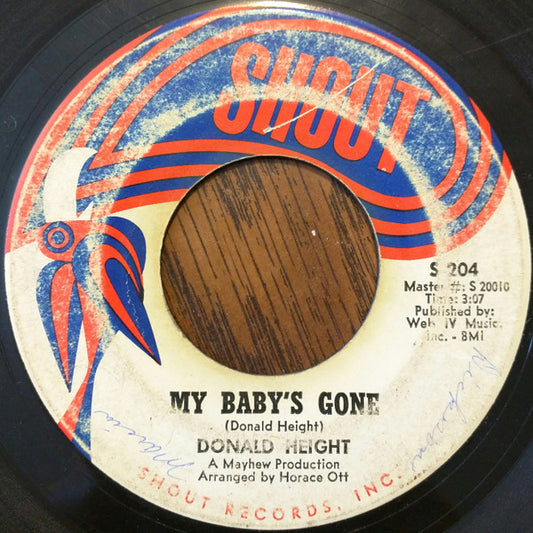 SHOUT
S 204
Master #: S 20010
Time: 3:07
Published by:
Web IV Music,
Inc. - BMI
MY BABY'S GONE
(Donald Height)
DONALD HEIGHT
A Mayhew Production
Arranged by Horace Ott
SHOUT RECORDS, INC.
Marcia